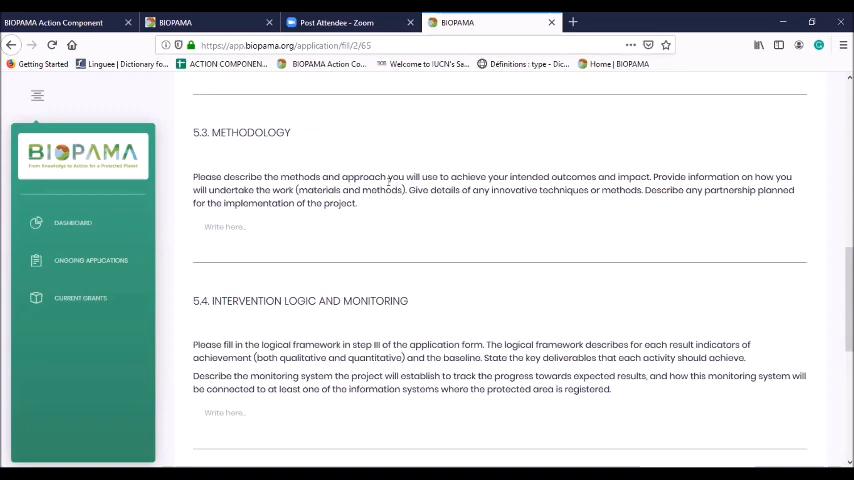 BIOPAMA Action Component
BIOPAMA
Post Attendee - Zoom
BIOPAMA
https://app.biopama.org/application/fill/2/65
Getting Started
Linguee | Dictionary fo...
ACTION COMPONEN...
BIOPAMA Action Co...
Welcome to IUCN's Sa...
Définitions : type - Dic...
Home | BIOPAMA
BIOPAMA
From Knowledge to Action for a Protected Planet
DASHBOARD
ONGOING APPLICATIONS
CURRENT GRANTS
5.3. METHODOLOGY
Please describe the methods and approach you will use to achieve your intended outcomes and impact. Provide information on how you
will undertake the work (materials and methods). Give details of any innovative techniques or methods. Describe any partnership planned
for the implementation of the project.
Write here...
5.4. INTERVENTION LOGIC AND MONITORING
Please fill in the logical framework in step III of the application form. The logical framework describes for each result indicators of
achievement (both qualitative and quantitative) and the baseline. State the key deliverables that each activity should achieve.
Describe the monitoring system the project will establish to track the progress towards expected results, and how this monitoring system will
be connected to at least one of the information systems where the protected area is registered.
Write here...